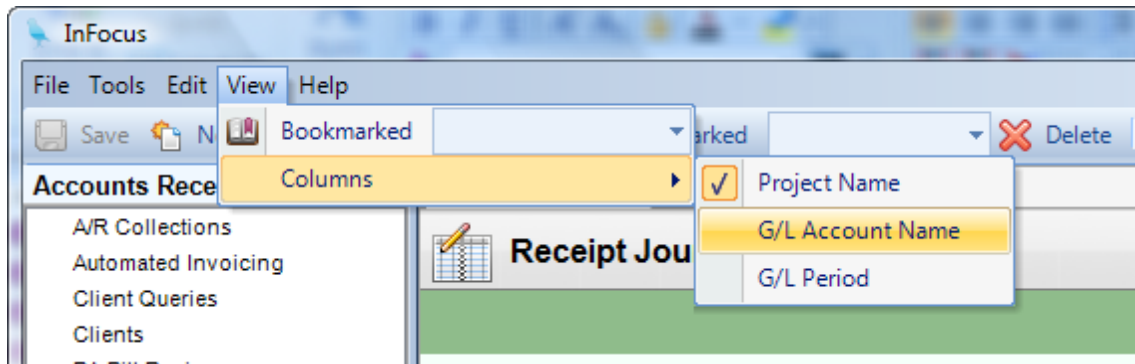 InFocus
File Tools Edit View Help
Save N Bookmarked arked Delete
Accounts Rece Columns Project Name
A/R Collections G/L Account Name
Automated Invoicing Receipt Jou
Client Queries G/L Period
Clients